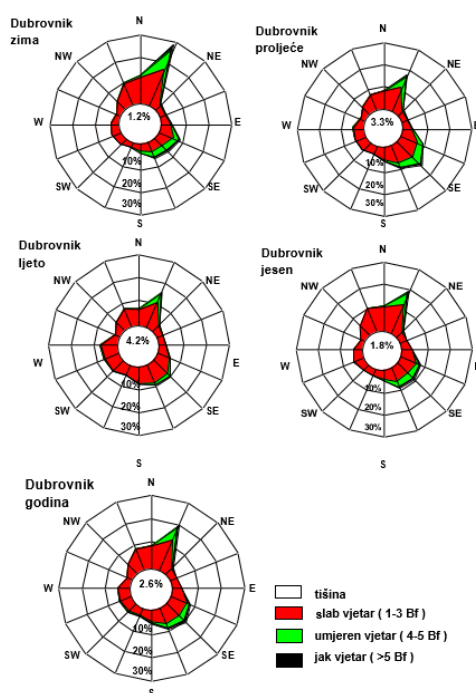 Dubrovnik
zima
N
NE
E
SE
S
SW
W
NW
1.2%
10%
20%
30%
Dubrovnik
proljeće
N
NE
SE
S
SW
W
NW
3.3%
10%
20%
30%
Dubrovnik
ljeto
N
NE
E
SE
S
SW
W
NW
4.2%
10%
20%
30%
Dubrovnik
jesen
N
NE
E
SE
S
SW
W
NW
1.8%
10%
20%
30%
Dubrovnik
godina
N
NE
E
SE
S
SW
W
NW
2.6%
10%
20%
30%
tišina
slab vjetar ( 1-3 Bf )
umjeren vjetar ( 4-5 Bf )
jak vjetar ( >5 Bf )